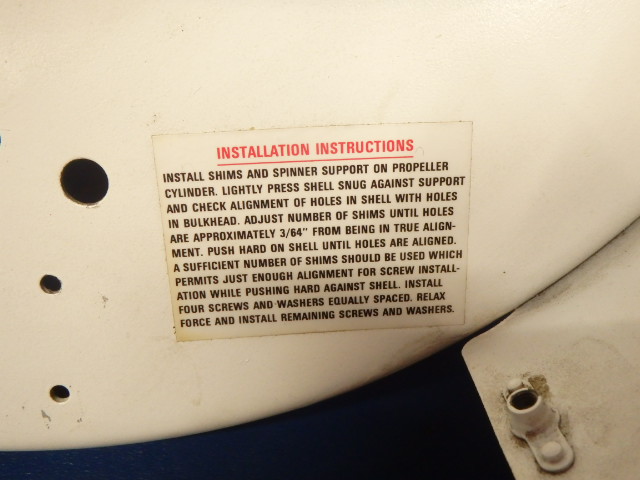 INSTALLATION INSTRUCTIONS
INSTALL SHIMS AND SPINNER SUPPORT ON PROPELLER
CYLINDER. LIGHTLY PRESS SHELL SNUG AGAINST SUPPORT
AND CHECK ALIGNMENT OF HOLES IN SHELL WITH HOLES
IN BULKHEAD. ADJUST NUMBER OF SHIMS UNTIL HOLES
ARE APPROXIMATELY 3/64" FROM BEING IN TRUE ALIGN-
MENT. PUSH HARD ON SHELL UNTIL HOLES ARE ALIGNED.
A SUFFICIENT NUMBER OF SHIMS SHOULD BE USED WHICH
PERMITS JUST ENOUGH ALIGNMENT FOR SCREW INSTALL-
ATION WHILE PUSHING HARD AGAINST SHELL. INSTALL
FOUR SCREWS AND WASHERS EQUALLY SPACED. RELAX
FORCE AND INSTALL REMAINING SCREWS AND WASHERS.